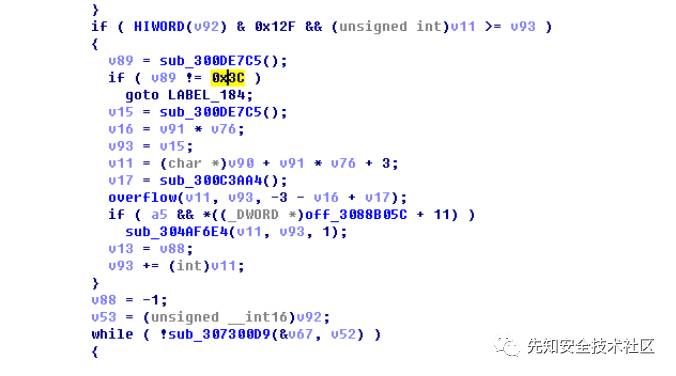 }
if ( HIWORD(v92) & 0x12F && (unsigned int)v11 >= v93 )
{
v89 = sub_300DE7C5();
if ( v89 != 0x3C )
goto LABEL_184;
v15 = sub_300DE7C5();
v16 = v91 * v76;
v93 = v15;
v11 = (char *)v90 + v91 * v76 + 3;
v17 = sub_300C3AA4();
overflow(v11, v93, -3 - v16 + v17);
if ( a5 && *((_DWORD *)off_3088B05C + 11) )
sub_304AF6E4(v11, v93, 1);
v13 = v88;
v93 += (int)v11;
}
v88 = -1;
v53 = (unsigned __int16)v92;
while ( !sub_307300D9(&v67, v52) )
{
先知安全技术社区